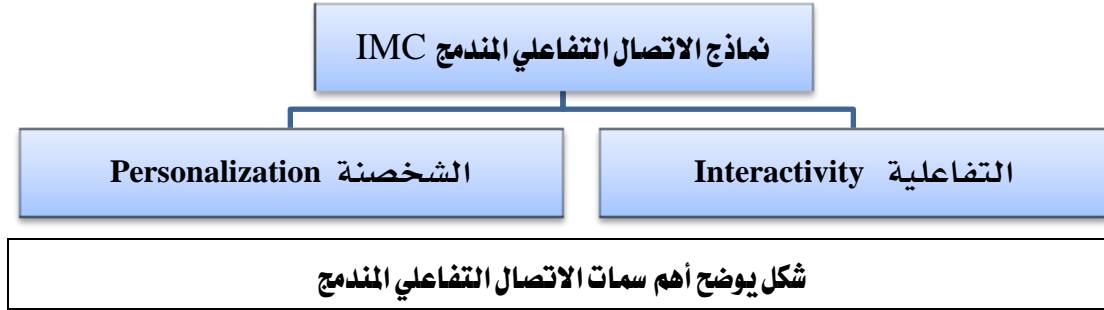 نماذج الاتصال التفاعلي المندمج IMC
التفاعلية Interactivity
الشخصنة Personalization
شكل يوضح أهم سمات الاتصال التفاعلي المندمج